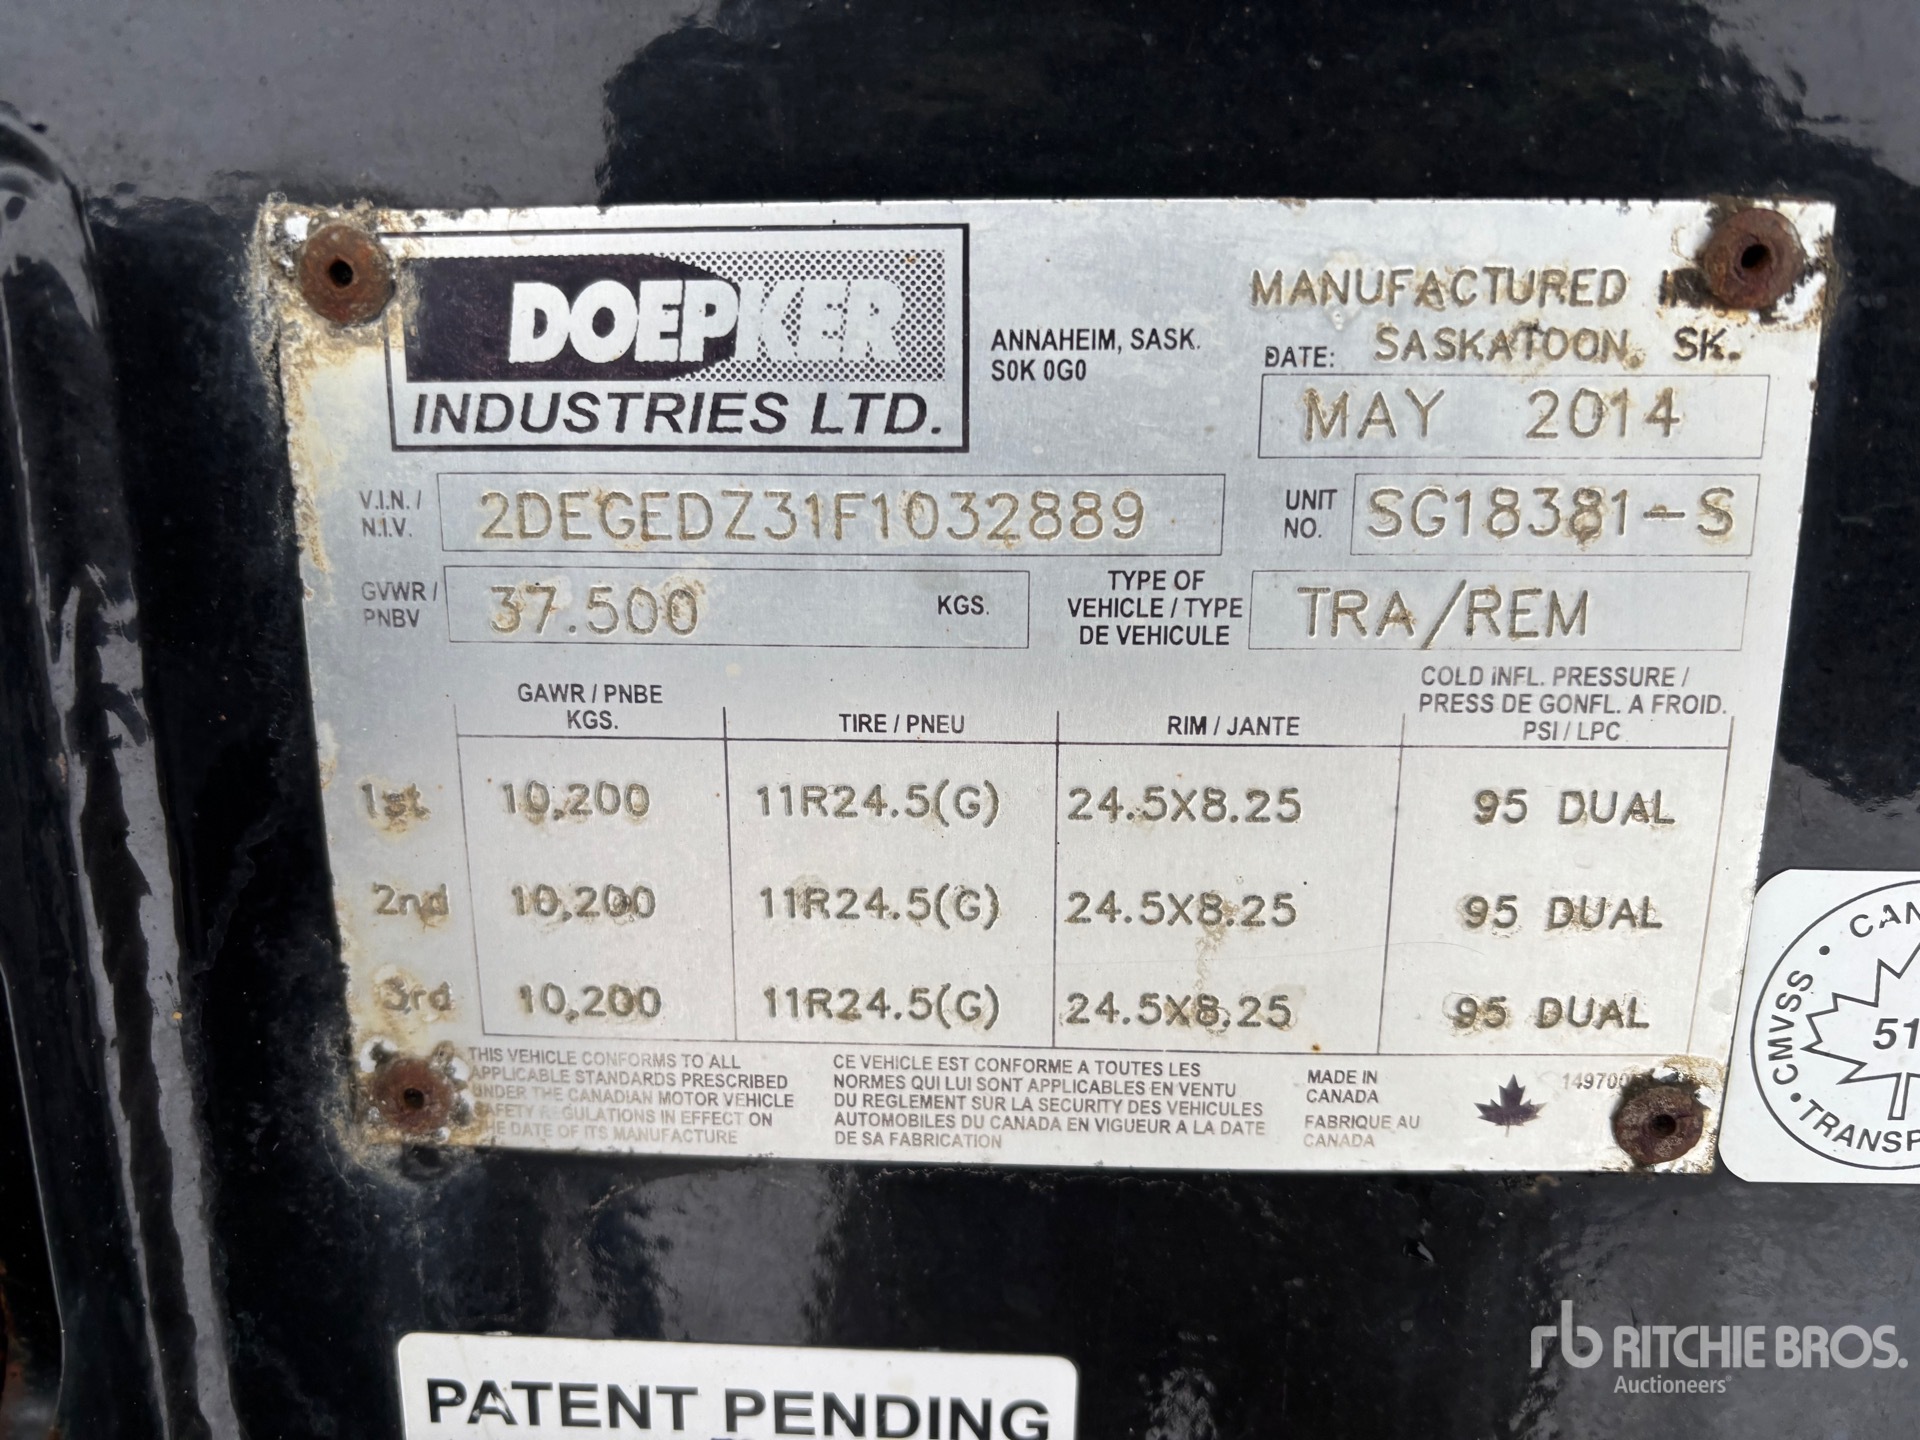 DOEPKER
INDUSTRIES LTD.
ANNAHEIM, SASK.
S0K 0G0
MANUFACTURED
DATE: SASKATOON, SK.
MAY 2014
V.I.N. /
N.I.V.
2DEGEDZ31F1032889
UNIT
NO.
SG18381-S
GVWR /
PNBV
37.500 KGS.
TYPE OF
VEHICLE / TYPE
DE VEHICULE
TRA/REM
GAWR / PNBE
KGS.
TIRE / PNEU
RIM / JANTE
COLD INFL. PRESSURE /
PRESS DE GONFL. A FROID.
PSI / LPC
1st 10,200 11R24.5(G) 24.5X8.25 95 DUAL
2nd 10,200 11R24.5(G) 24.5X8.25 95 DUAL
3rd 10,200 11R24.5(G) 24.5X8.25 95 DUAL
THIS VEHICLE CONFORMS TO ALL
APPLICABLE STANDARDS PRESCRIBED
UNDER THE CANADIAN MOTOR VEHICLE
SAFETY REGULATIONS IN EFFECT ON
THE DATE OF ITS MANUFACTURE
CE VEHICLE EST CONFORME A TOUTES LES
NORMES QUI LUI SONT APPLICABLES EN VERTU
DU REGLEMENT SUR LA SECURITY DES VEHICULES
AUTOMOBILES DU CANADA EN VIGUEUR A LA DATE
DE SA FABRICATION
MADE IN
CANADA
FABRIQUE AU
CANADA
CMVSS
PATENT PENDING
rb RITCHIE BROS.
Auctioneers